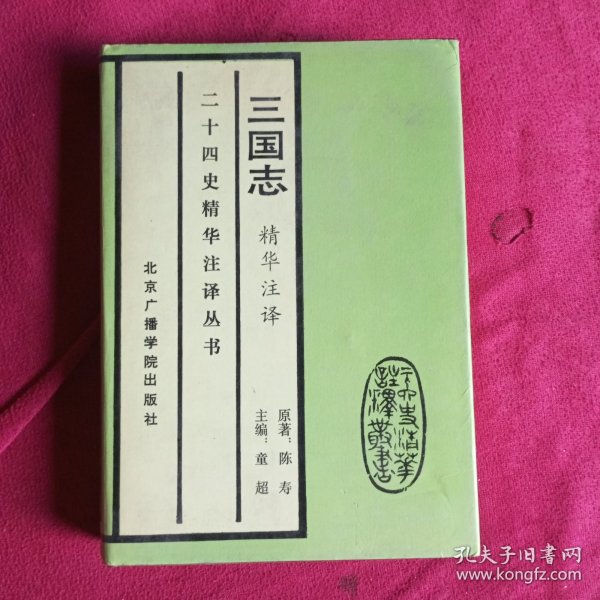 三国志
精华注译
原著：陈寿
主编：童超
二十四史精华注译丛书
北京广播学院出版社
孔夫子旧書网
www.kongfz.com